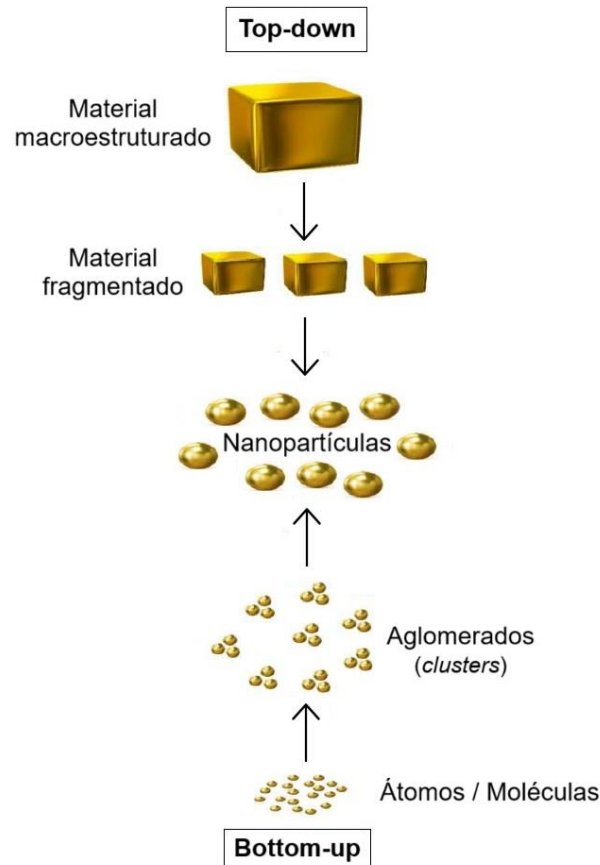 Top-down
Material
macroestruturado
Material
fragmentado
Nanopartículas
Aglomerados
(clusters)
Átomos / Moléculas
Bottom-up